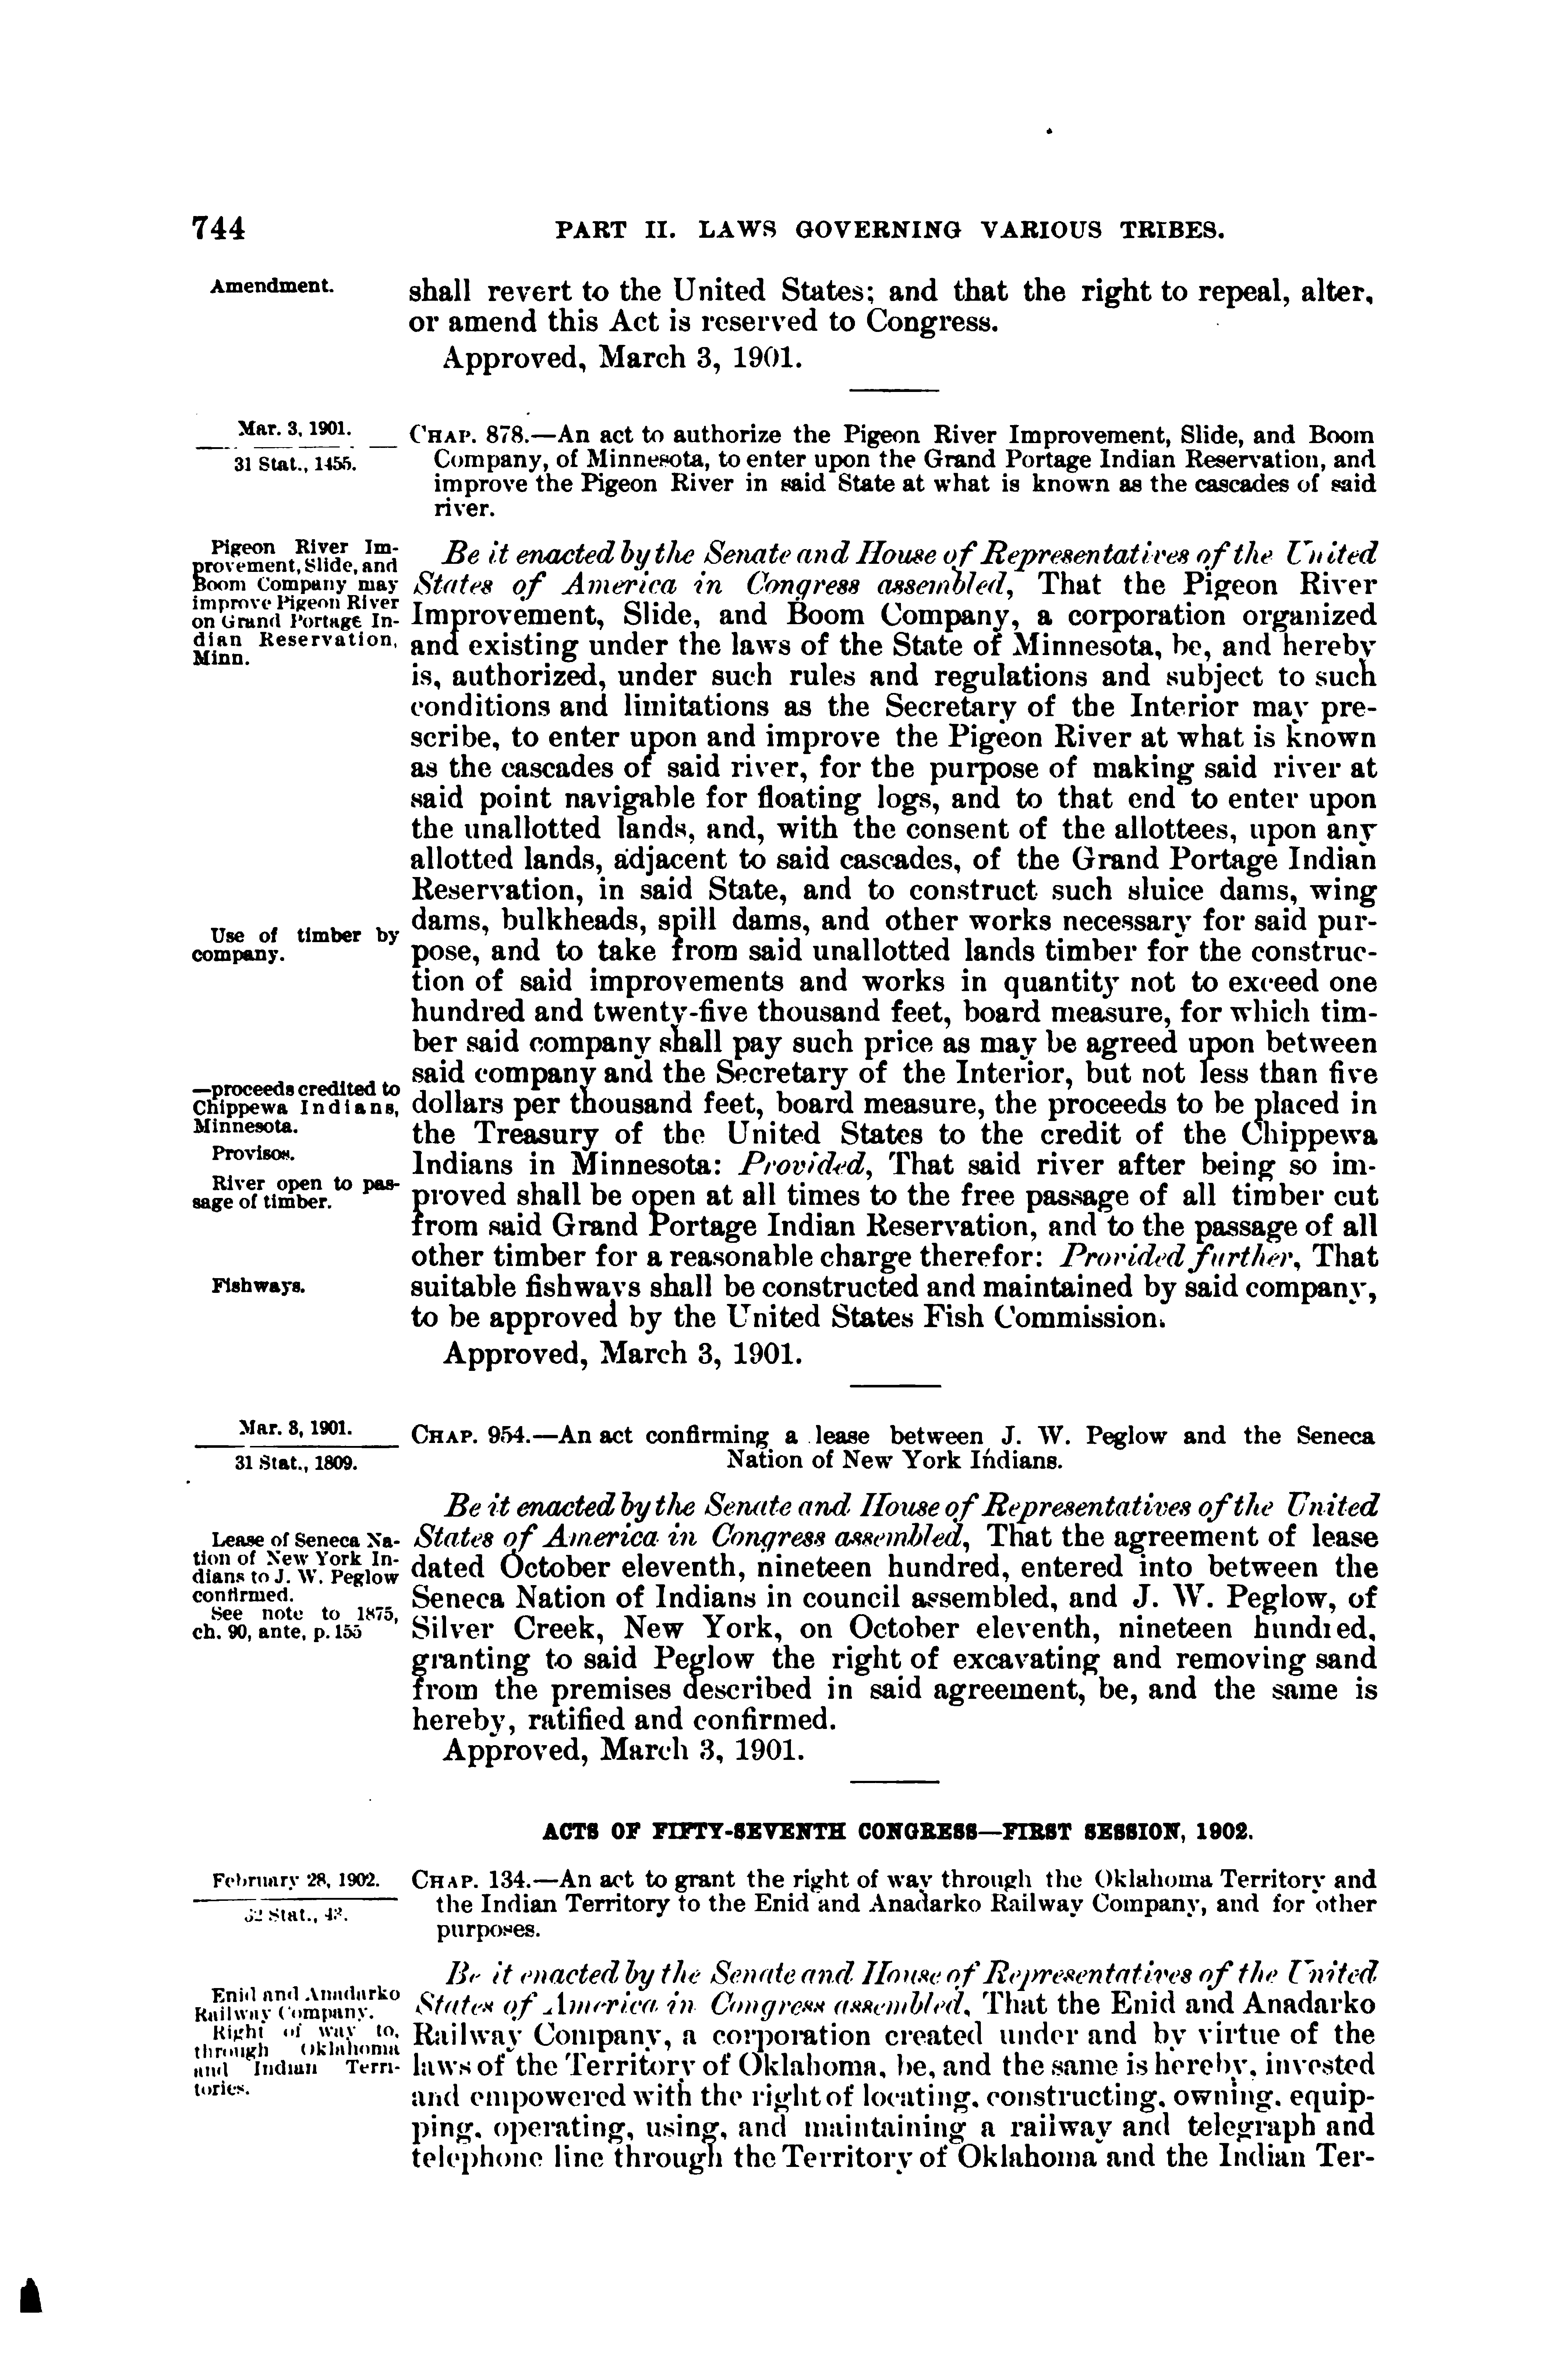 744 PART II. LAWS GOVERNING VARIOUS TRIBES.
Amendment.
shall revert to the United States; and that the right to repeal, alter,
or amend this Act is reserved to Congress.
Approved, March 3, 1901.
Mar. 3, 1901.
31 Stat., 1455.
CHAP. 878.—An act to authorize the Pigeon River Improvement, Slide, and Boom
Company, of Minnesota, to enter upon the Grand Portage Indian Reservation, and
improve the Pigeon River in said State at what is known as the cascades of said
river.
Pigeon River Im-
provement, Slide, and
Boom Company may
improve Pigeon River
on Grand Portage In-
dian Reservation,
Minn.
Be it enacted by the Senate and House of Representatives of the United
States of America in Congress assembled, That the Pigeon River
Improvement, Slide, and Boom Company, a corporation organized
and existing under the laws of the State of Minnesota, be, and hereby
is, authorized, under such rules and regulations and subject to such
conditions and limitations as the Secretary of the Interior may pre-
scribe, to enter upon and improve the Pigeon River at what is known
as the cascades of said river, for the purpose of making said river at
said point navigable for floating logs, and to that end to enter upon
the unallotted lands, and, with the consent of the allottees, upon any
allotted lands, adjacent to said cascades, of the Grand Portage Indian
Reservation, in said State, and to construct such sluice dams, wing
dams, bulkheads, spill dams, and other works necessary for said pur-
Use of timber by
company.
pose, and to take from said unallotted lands timber for the construc-
tion of said improvements and works in quantity not to exceed one
hundred and twenty-five thousand feet, board measure, for which tim-
ber said company shall pay such price as may be agreed upon between
said company and the Secretary of the Interior, but not less than five
—proceeds credited to
Chippewa Indians,
Minnesota.
dollars per thousand feet, board measure, the proceeds to be placed in
the Treasury of the United States to the credit of the Chippewa
Provisos.
Indians in Minnesota: Provided, That said river after being so im-
River open to pas-
sage of timber.
proved shall be open at all times to the free passage of all timber cut
from said Grand Portage Indian Reservation, and to the passage of all
other timber for a reasonable charge therefor: Provided further, That
Fishways.
suitable fishways shall be constructed and maintained by said company,
to be approved by the United States Fish Commission.
Approved, March 3, 1901.
Mar. 3, 1901.
31 Stat., 1809.
CHAP. 954.—An act confirming a lease between J. W. Peglow and the Seneca
Nation of New York Indians.
Be it enacted by the Senate and House of Representatives of the United
Lease of Seneca Na-
tion of New York In-
dians to J. W. Peglow
confirmed.
See note to 1875,
ch. 90, ante, p. 155
States of America in Congress assembled, That the agreement of lease
dated October eleventh, nineteen hundred, entered into between the
Seneca Nation of Indians in council assembled, and J. W. Peglow, of
Silver Creek, New York, on October eleventh, nineteen hundred,
granting to said Peglow the right of excavating and removing sand
from the premises described in said agreement, be, and the same is
hereby, ratified and confirmed.
Approved, March 3, 1901.
ACTS OF FIFTY-SEVENTH CONGRESS—FIRST SESSION, 1902.
February 28, 1902.
32 Stat., 43.
CHAP. 134.—An act to grant the right of way through the Oklahoma Territory and
the Indian Territory to the Enid and Anadarko Railway Company, and for other
purposes.
Be it enacted by the Senate and House of Representatives of the United
Enid and Anadarko
Railway Company.
Right of way to,
through Oklahoma
and Indian Terri-
tories.
States of America in Congress assembled, That the Enid and Anadarko
Railway Company, a corporation created under and by virtue of the
laws of the Territory of Oklahoma, be, and the same is hereby, invested
and empowered with the right of locating, constructing, owning, equip-
ping, operating, using, and maintaining a railway and telegraph and
telephone line through the Territory of Oklahoma and the Indian Ter-